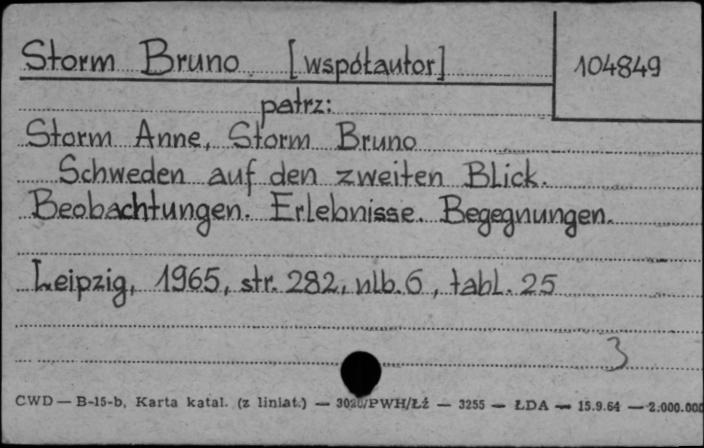 Storm Bruno [współautor]
104849
patrz:
Storm Anne, Storm Bruno
Schweden auf den zweiten Blick.
Beobachtungen. Erlebnisse. Begegnungen.
Leipzig, 1965, str. 282, nlb. 6, tabl. 25
3
CWD — B-15-b, Karta katal. (z liniat.) — /PWH/Łź — 3255 — ŁDA — 15.9.64 — 2.000.000